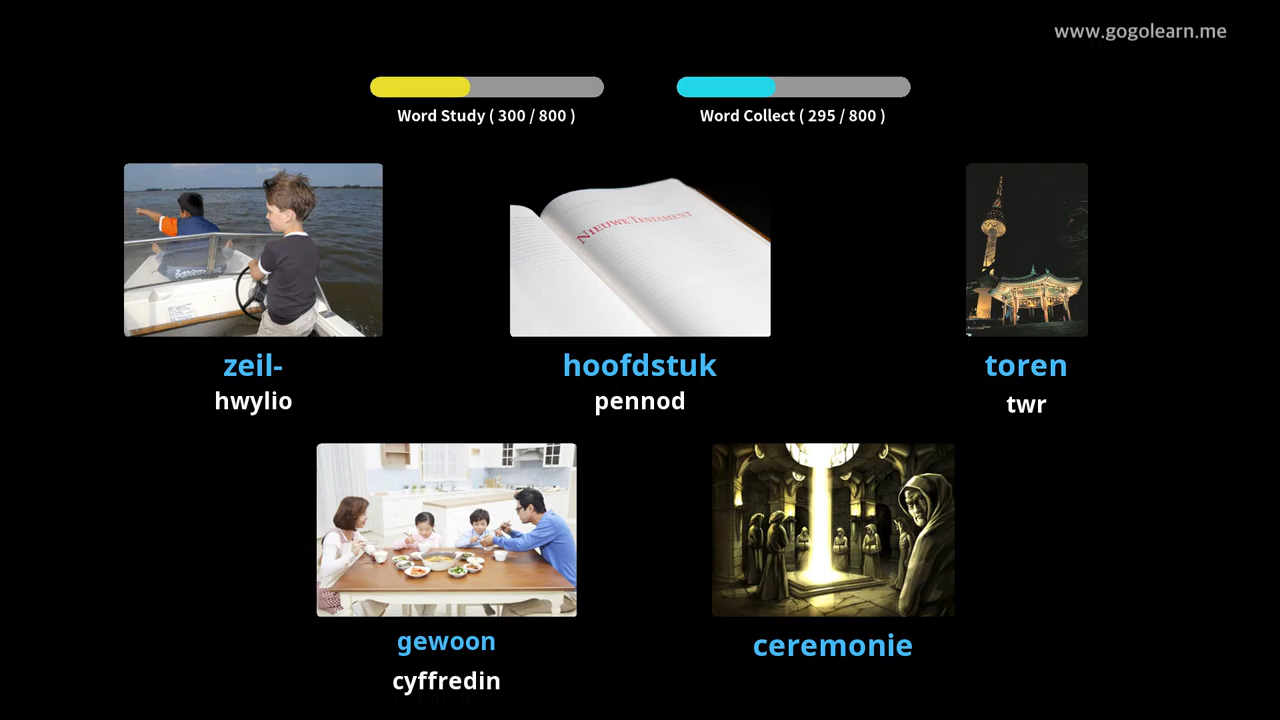 www.gogolearn.me
Word Study ( 300 / 800 )
Word Collect ( 295 / 800 )
NIEUWE TESTAMENT
zeil-
hwylio
hoofdstuk
pennod
toren
twr
gewoon
cyffredin
ceremonie